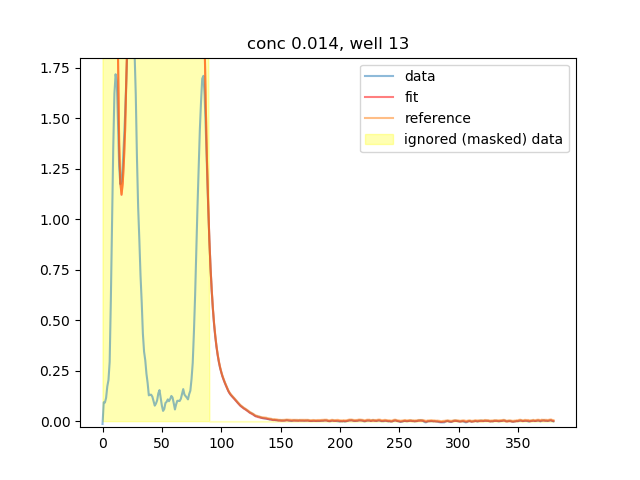 conc 0.014, well 13
1.75
1.50
1.25
1.00
0.75
0.50
0.25
0.00
data
fit
reference
ignored (masked) data
0 50 100 150 200 250 300 350